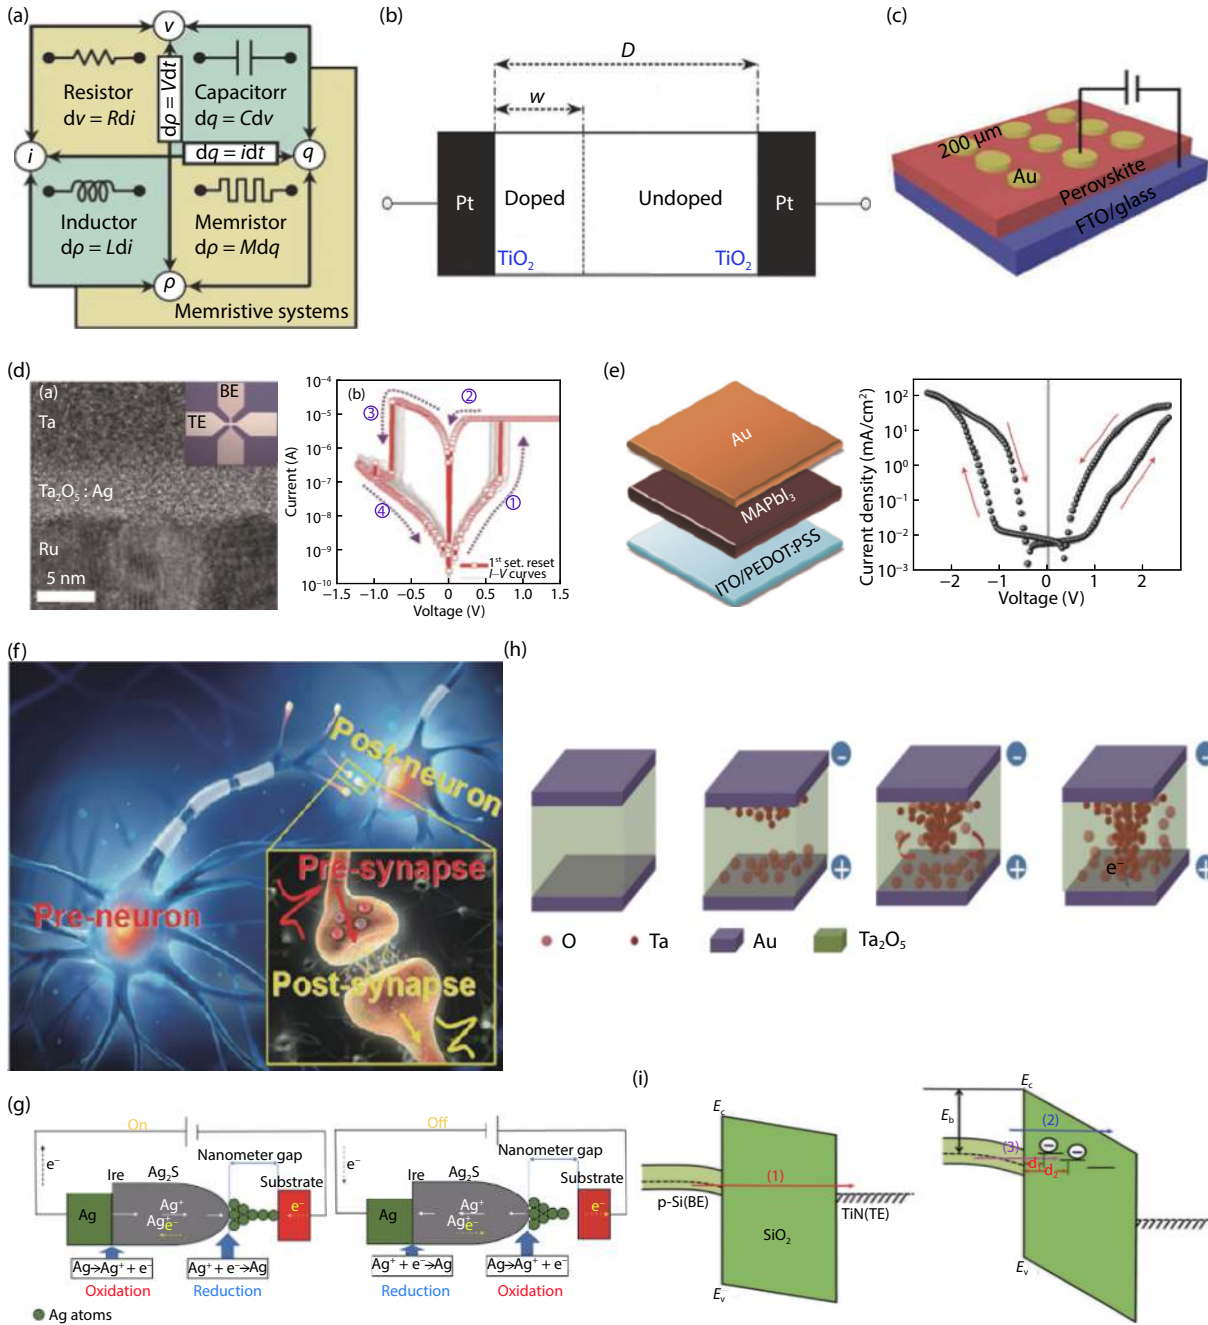 (a)
v
Resistor
dv = Rdi
dρ = Vdt
Capacitorr
dq = Cdv
i
dq = idt
q
Inductor
dρ = Ldi
Memristor
dρ = Mdq
ρ
Memristive systems
(b)
D
w
Pt
Doped
Undoped
Pt
TiO2
TiO2
(c)
200 μm
Au
Perovskite
FTO/glass
(d)
(a)
BE
TE
Ta
Ta2O5 : Ag
Ru
5 nm
(b)
Current (A)
10−4
10−5
10−6
10−7
10−8
10−9
10−10
③
②
①
④
1st set. reset
I–V curves
−1.5
−1.0
−0.5
0
0.5
1.0
1.5
Voltage (V)
(e)
Au
MAPbI3
ITO/PEDOT:PSS
Current density (mA/cm2)
102
101
100
10−1
10−2
10−3
−2
−1
0
1
2
Voltage (V)
(f)
Post-neuron
Pre-neuron
Pre-synapse
Post-synapse
(h)
-
-
-
+
+
+
e−
O
Ta
Au
Ta2O5
(g)
On
e−
Nanometer gap
Ire
Ag2S
Substrate
Ag
Ag+
Ag+
e−
e−
Ag→Ag+ + e−
Ag+ + e−→Ag
Oxidation
Reduction
Off
e−
Nanometer gap
Ire
Ag2S
Substrate
Ag
Ag+
Ag+
e−
e−
Ag+ + e−→Ag
Ag→Ag+ + e−
Reduction
Oxidation
Ag atoms
(i)
Ec
(1)
p-Si(BE)
TiN(TE)
SiO2
Ev
Ec
Eb
(2)
(3)
d1
d2
Ev